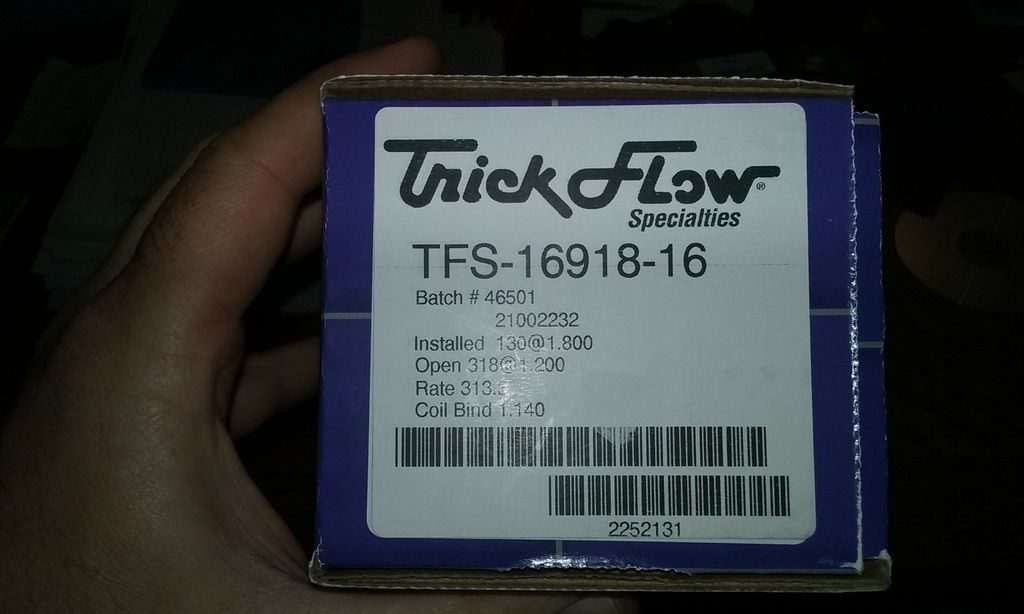 Trick Flow®
Specialties
TFS-16918-16
Batch # 46501
21002232
Installed 130@1.800
Open 318@1.200
Rate 313.3
Coil Bind 1.140
2252131